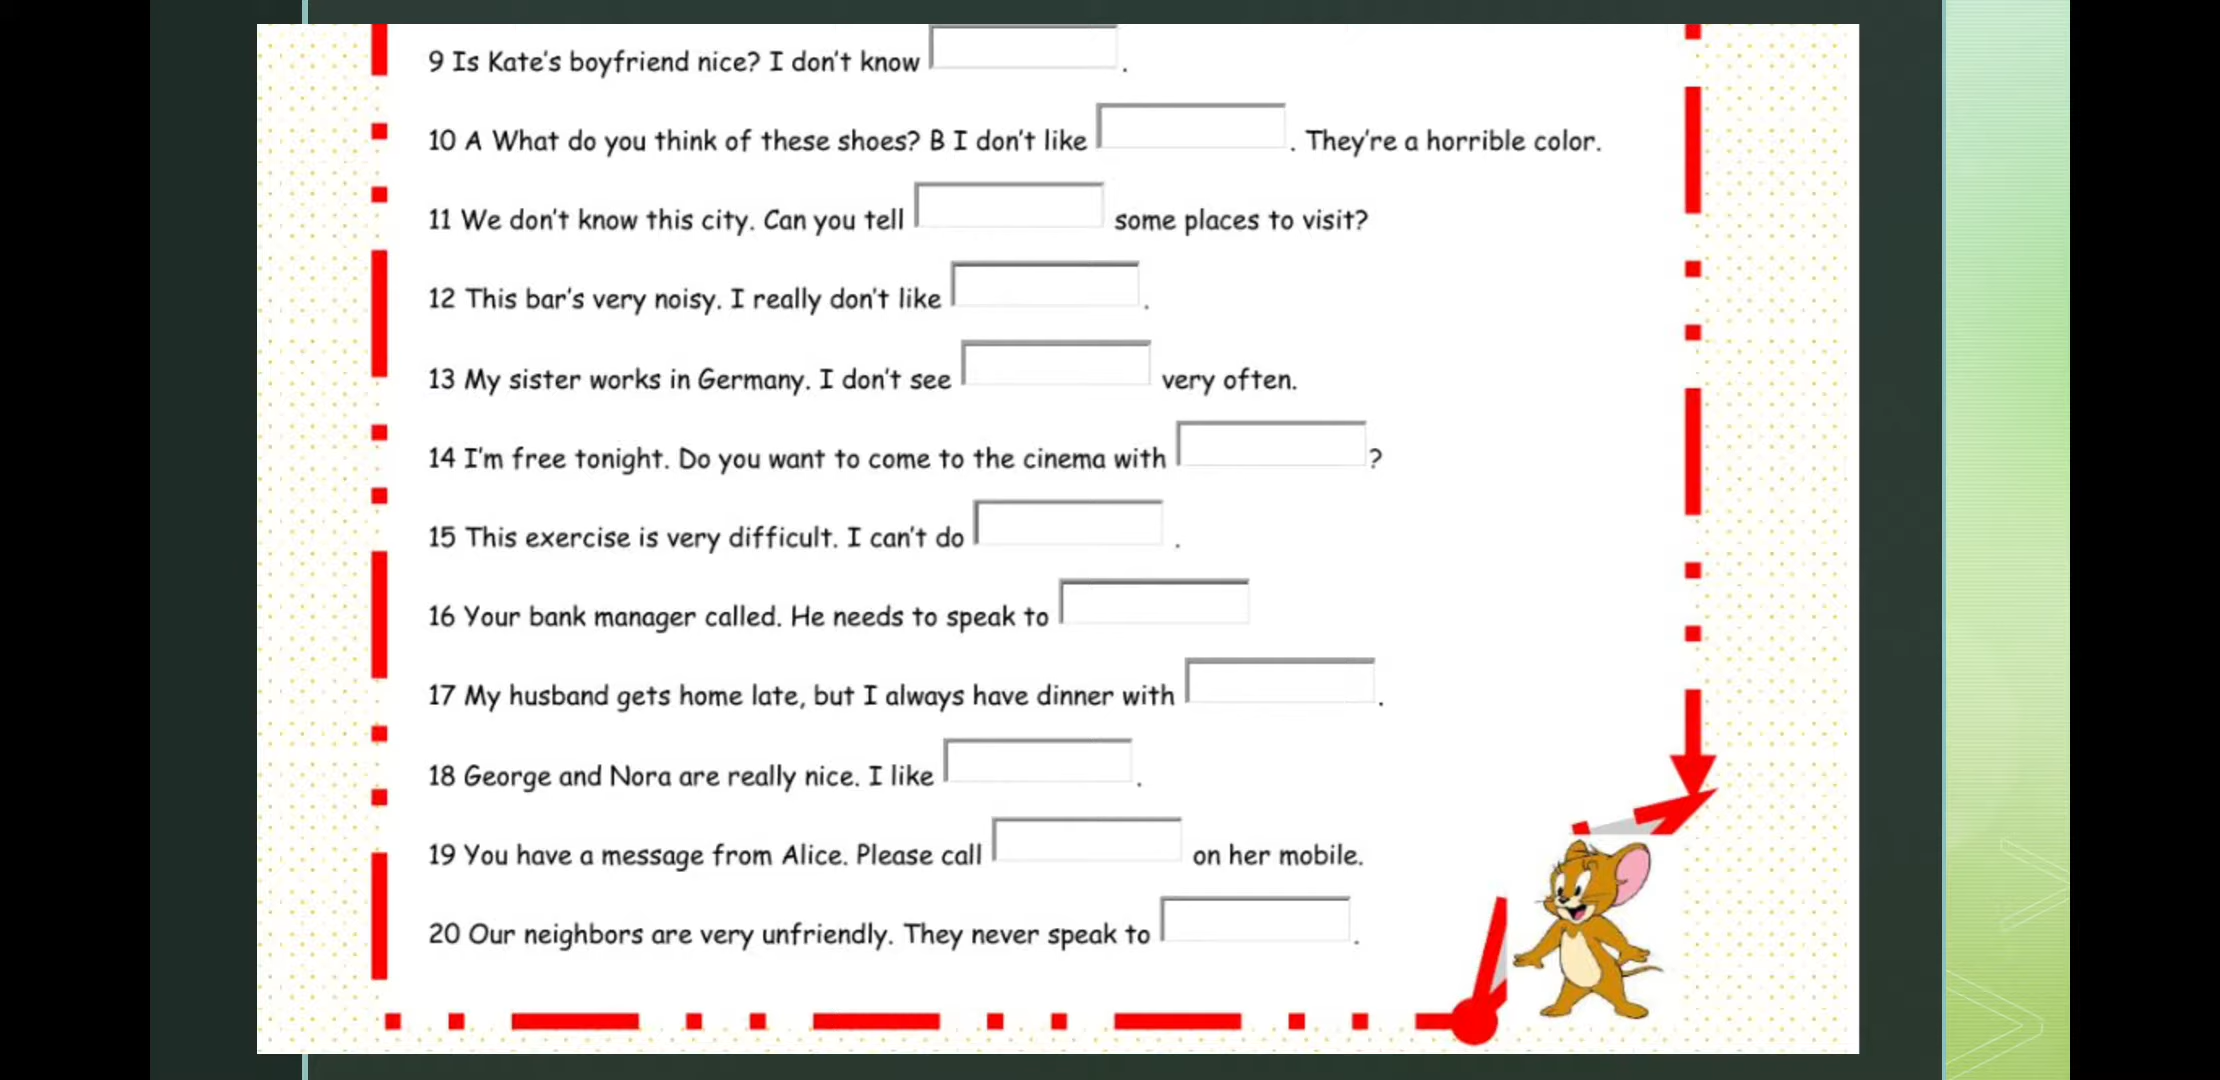 9 Is Kate's boyfriend nice? I don't know .
10 A What do you think of these shoes? B I don't like . They're a horrible color.
11 We don't know this city. Can you tell some places to visit?
12 This bar's very noisy. I really don't like .
13 My sister works in Germany. I don't see very often.
14 I'm free tonight. Do you want to come to the cinema with ?
15 This exercise is very difficult. I can't do .
16 Your bank manager called. He needs to speak to
17 My husband gets home late, but I always have dinner with .
18 George and Nora are really nice. I like .
19 You have a message from Alice. Please call on her mobile.
20 Our neighbors are very unfriendly. They never speak to .